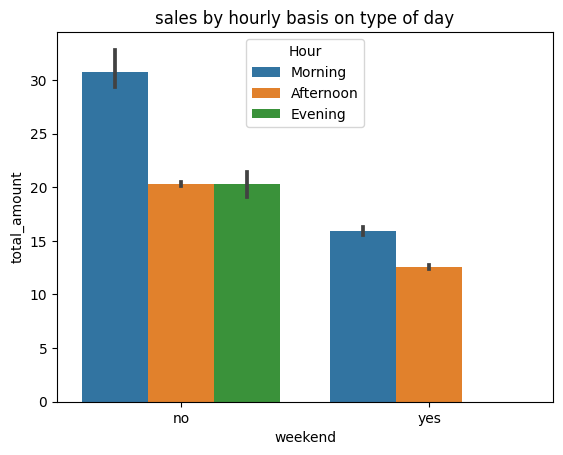 sales by hourly basis on type of day
Hour
Morning
Afternoon
Evening
total_amount
30
25
20
15
10
5
0
no
yes
weekend